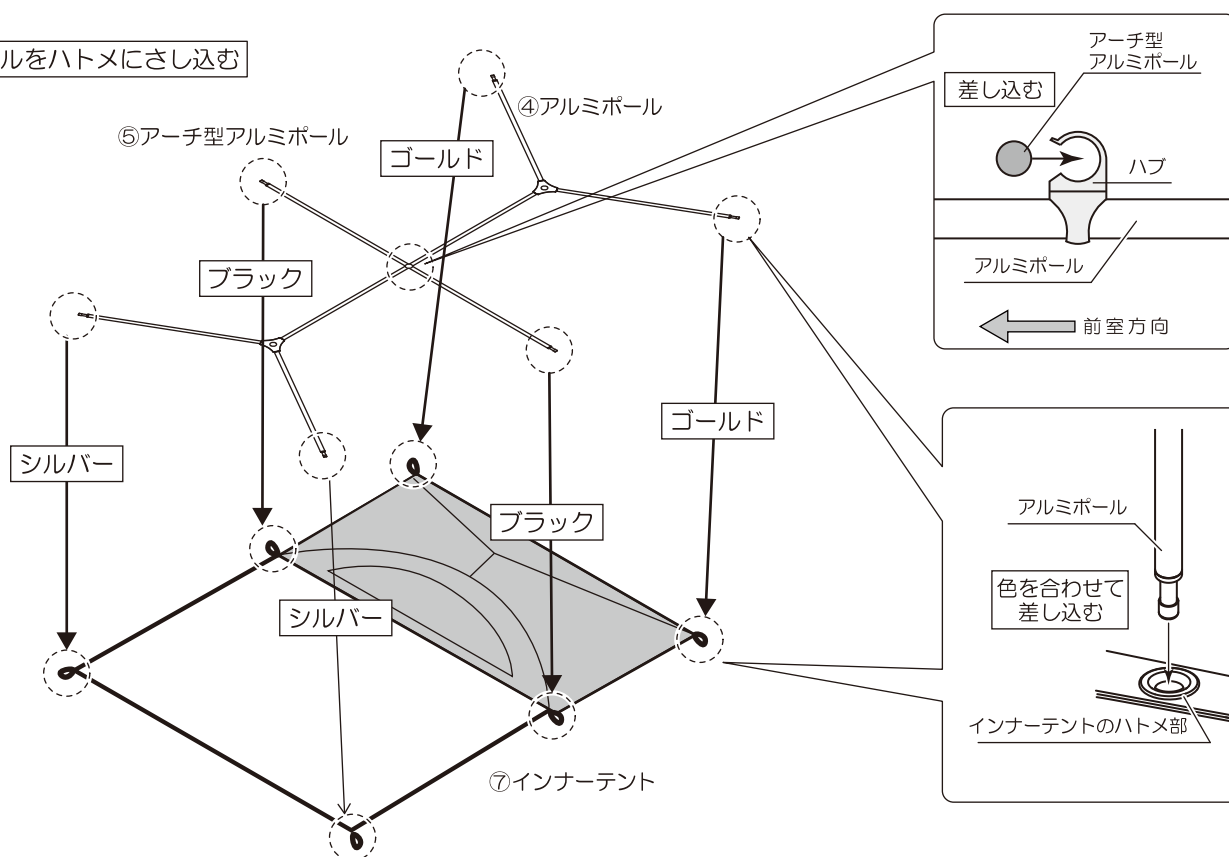 ルをハトメにさし込む
④アルミポール
⑤アーチ型アルミポール
ゴールド
ブラック
シルバー
ゴールド
ブラック
シルバー
⑦インナーテント
アーチ型
アルミポール
差し込む
ハブ
アルミポール
前室方向
アルミポール
色を合わせて
差し込む
インナーテントのハトメ部